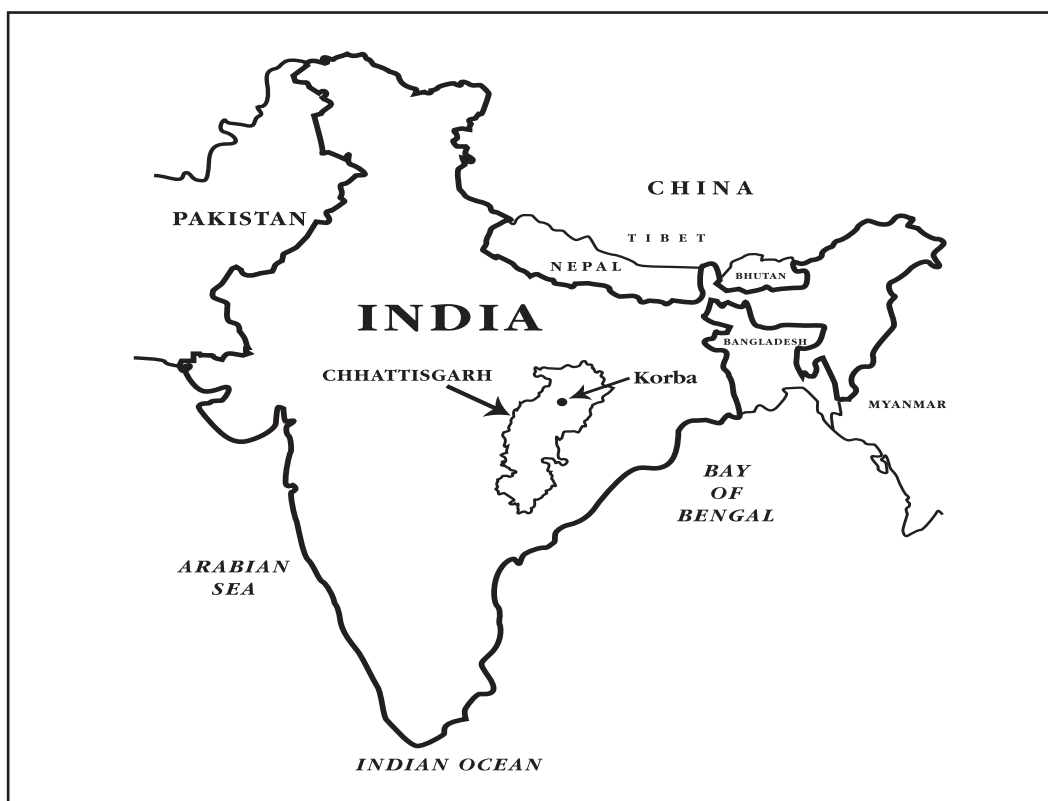 CHINA
PAKISTAN
TIBET
NEPAL
BHUTAN
INDIA
BANGLADESH
CHHATTISGARH
Korba
MYANMAR
BAY
OF
BENGAL
ARABIAN
SEA
INDIAN OCEAN